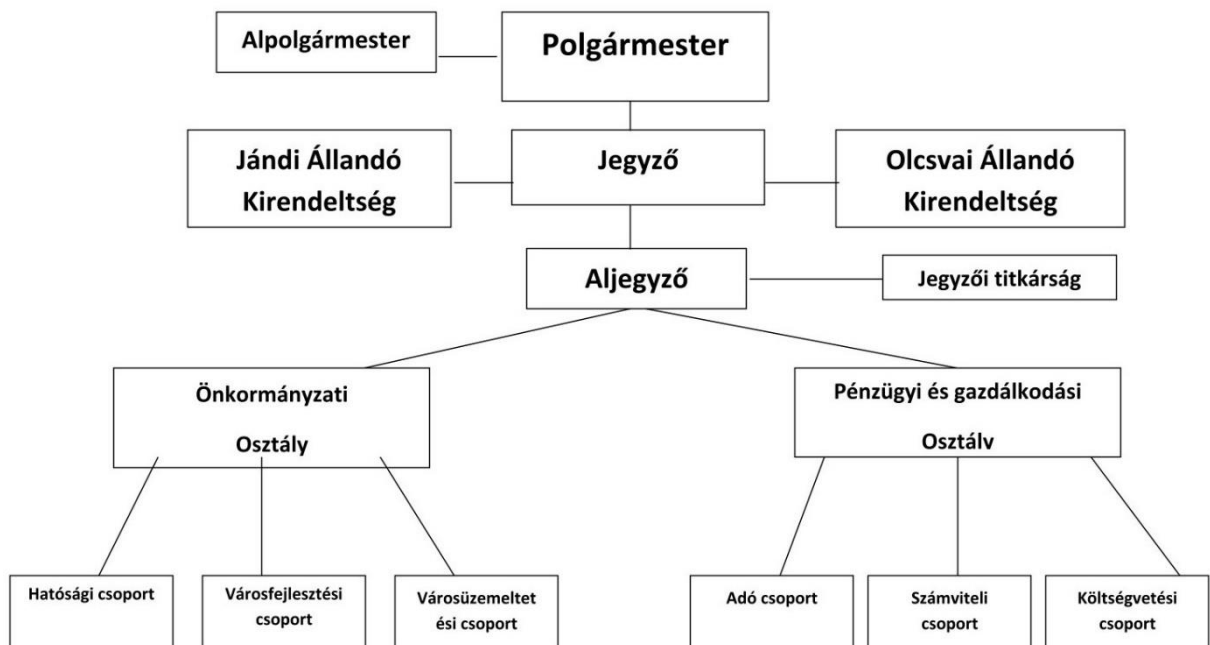 Alpolgármester
Polgármester
Jándi Állandó
Kirendeltség
Jegyző
Olcsvai Állandó
Kirendeltség
Aljegyző
Jegyzői titkárság
Önkormányzati
Osztály
Pénzügyi és gazdálkodási
Osztálv
Hatósági csoport
Városfejlesztési
csoport
Városüzemeltet
ési csoport
Adó csoport
Számviteli
csoport
Költségvetési
csoport